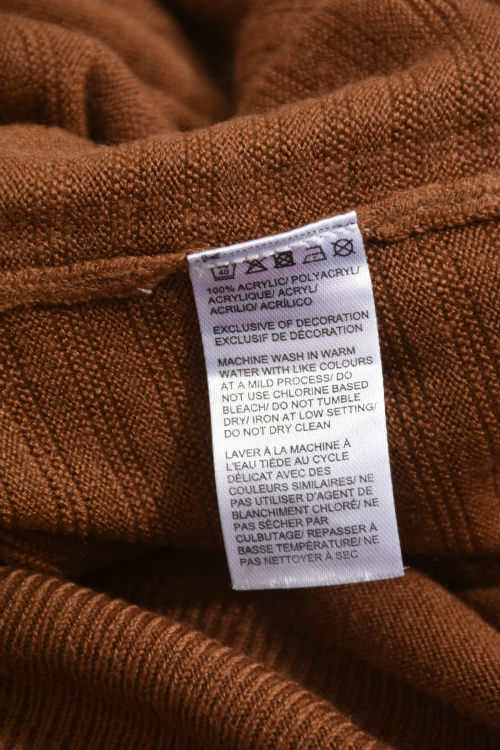 40
100% ACRYLIC/ POLYACRYL/
ACRYLIQUE/ ACRYL/
ACRILIO/ ACRÍLICO
EXCLUSIVE OF DECORATION
EXCLUSIF DE DÉCORATION
MACHINE WASH IN WARM
WATER WITH LIKE COLOURS
AT A MILD PROCESS/ DO
NOT USE CHLORINE BASED
BLEACH/ DO NOT TUMBLE
DRY/ IRON AT LOW SETTING/
DO NOT DRY CLEAN
LAVER À LA MACHINE À
L'EAU TIÈDE AU CYCLE
DÉLICAT AVEC DES
COULEURS SIMILAIRES/ NE
PAS UTILISER D'AGENT DE
BLANCHIMENT CHLORÉ/ NE
PAS SÉCHER PAR
CULBUTAGE/ REPASSER À
BASSE TEMPÉRATURE/ NE
PAS NETTOYER À SEC